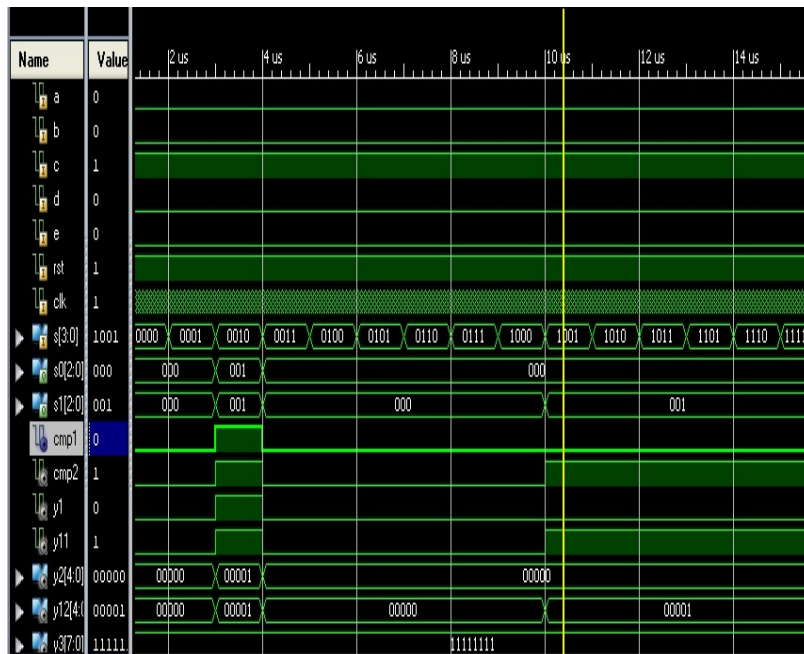 Name Value 2 us 4 us 6 us 8 us 10 us 12 us 14 us
a 0
b 0
c 1
d 0
e 0
rst 1
clk 1
s[3:0] 1001 0000 0001 0010 0011 0100 0101 0110 0111 1000 1001 1010 1011 1101 1110 1111
s0[2:0] 000 000 001 000
s1[2:0] 001 000 001 000 001
cmp1 0
cmp2 1
y1 0
y11 1
y2[4:0] 00000 00000 00001 00000
y12[4:0 00001 00000 00001 00000 00001
y3[7:0] 11111. 11111111